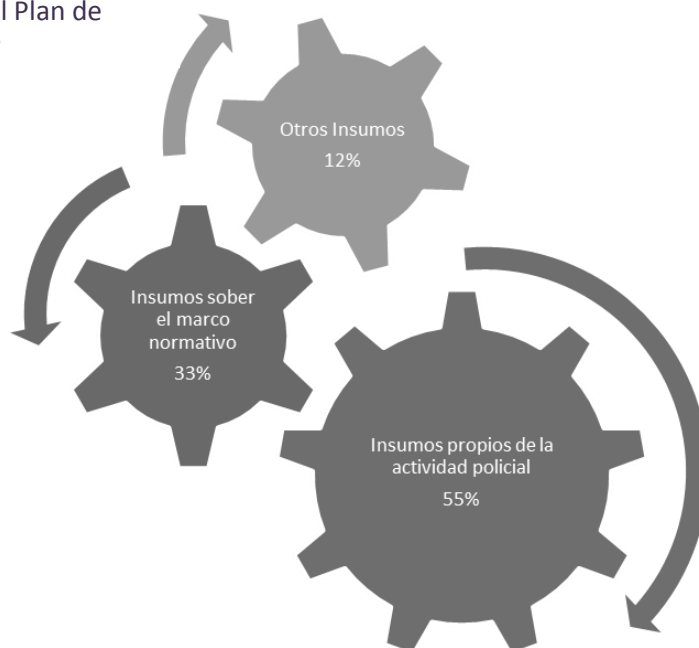 l Plan de
Otros Insumos
12%
Insumos sober
el marco
normativo
33%
Insumos propios de la
actividad policial
55%